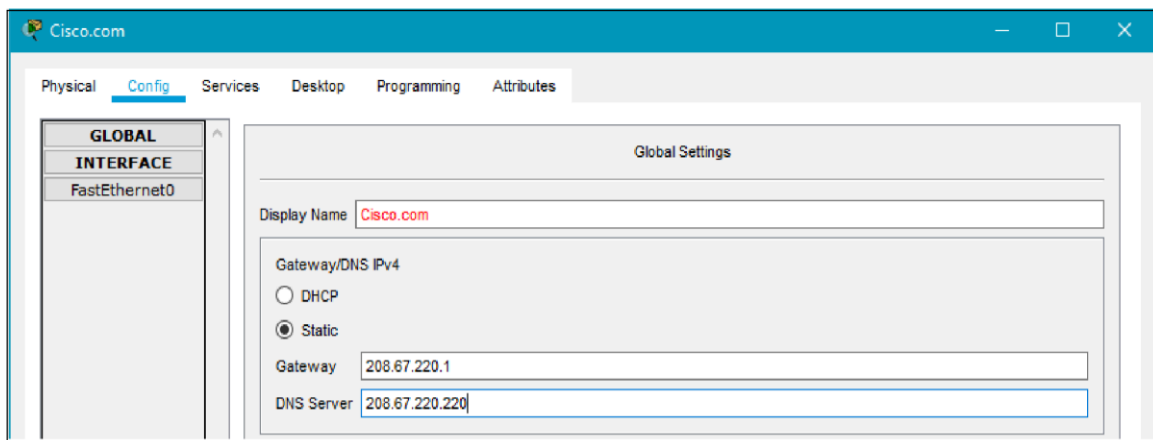 Cisco.com
Physical Config Services Desktop Programming Attributes
GLOBAL
INTERFACE
FastEthernet0
Global Settings
Display Name Cisco.com
Gateway/DNS IPv4
DHCP
Static
Gateway 208.67.220.1
DNS Server 208.67.220.220